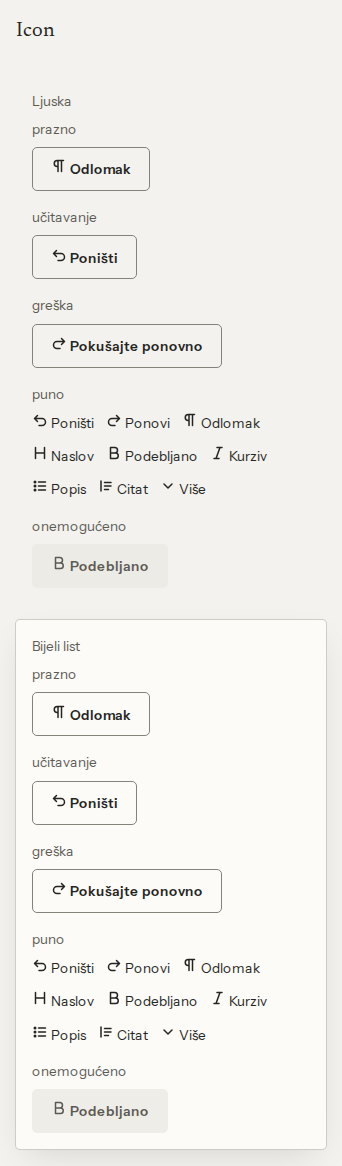 Icon
Ljuska
prazno
Odlomak
učitavanje
Poništi
greška
Pokušajte ponovno
puno
Poništi Ponovi Odlomak
Naslov Podebljano Kurziv
Popis Citat Više
onemogućeno
Podebljano
Bijeli list
prazno
Odlomak
učitavanje
Poništi
greška
Pokušajte ponovno
puno
Poništi Ponovi Odlomak
Naslov Podebljano Kurziv
Popis Citat Više
onemogućeno
Podebljano